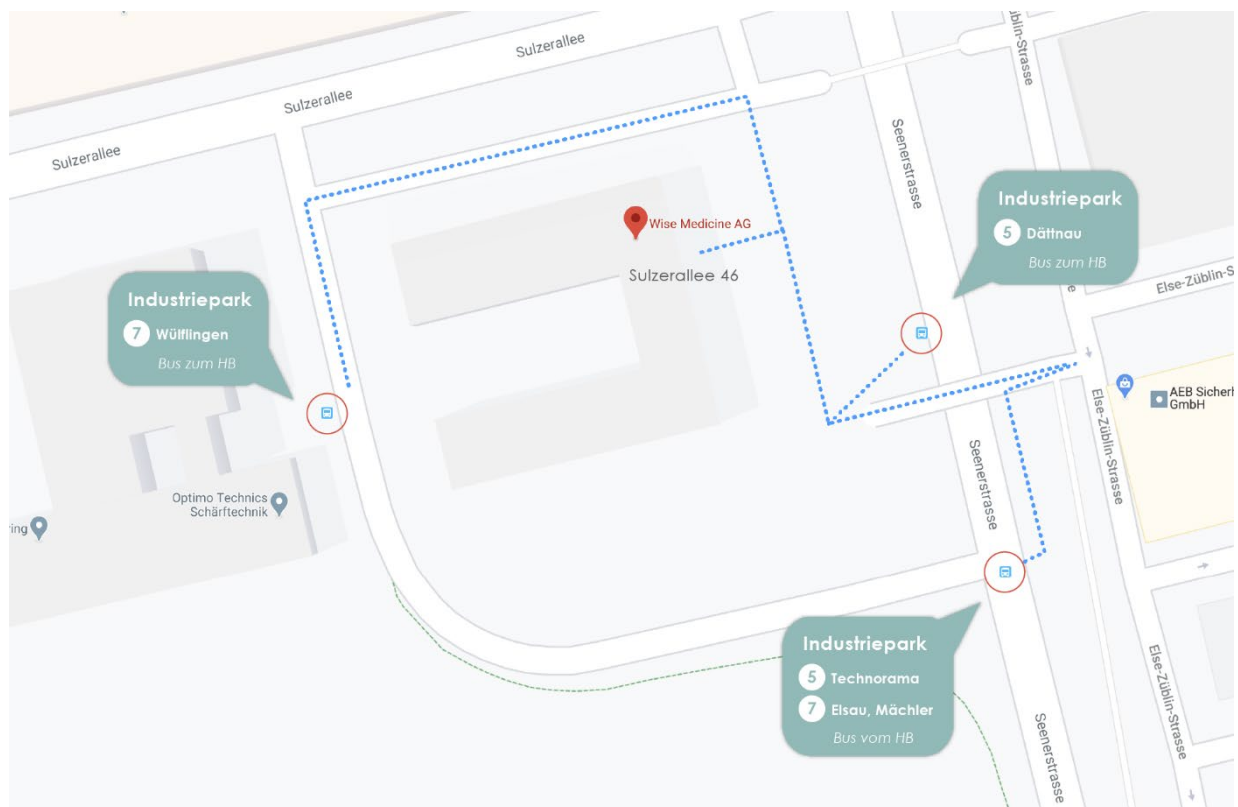 Sulzerallee
Sulzerallee
Sulzerallee
Seenerstrasse
Züblin-Strasse
Industriepark
5 Dättnau
Bus zum HB
Wise Medicine AG
Sulzerallee 46
Else-Züblin-S
Industriepark
7 Wülflingen
Bus zum HB
AEB Sicherh
GmbH
Else-Züblin-Strasse
Seenerstrasse
Optimo Technics
Schärftechnik
ring
Industriepark
5 Technorama
7 Elsau, Mächler
Bus vom HB
Else-Züblin-Strasse
Seenerstrasse